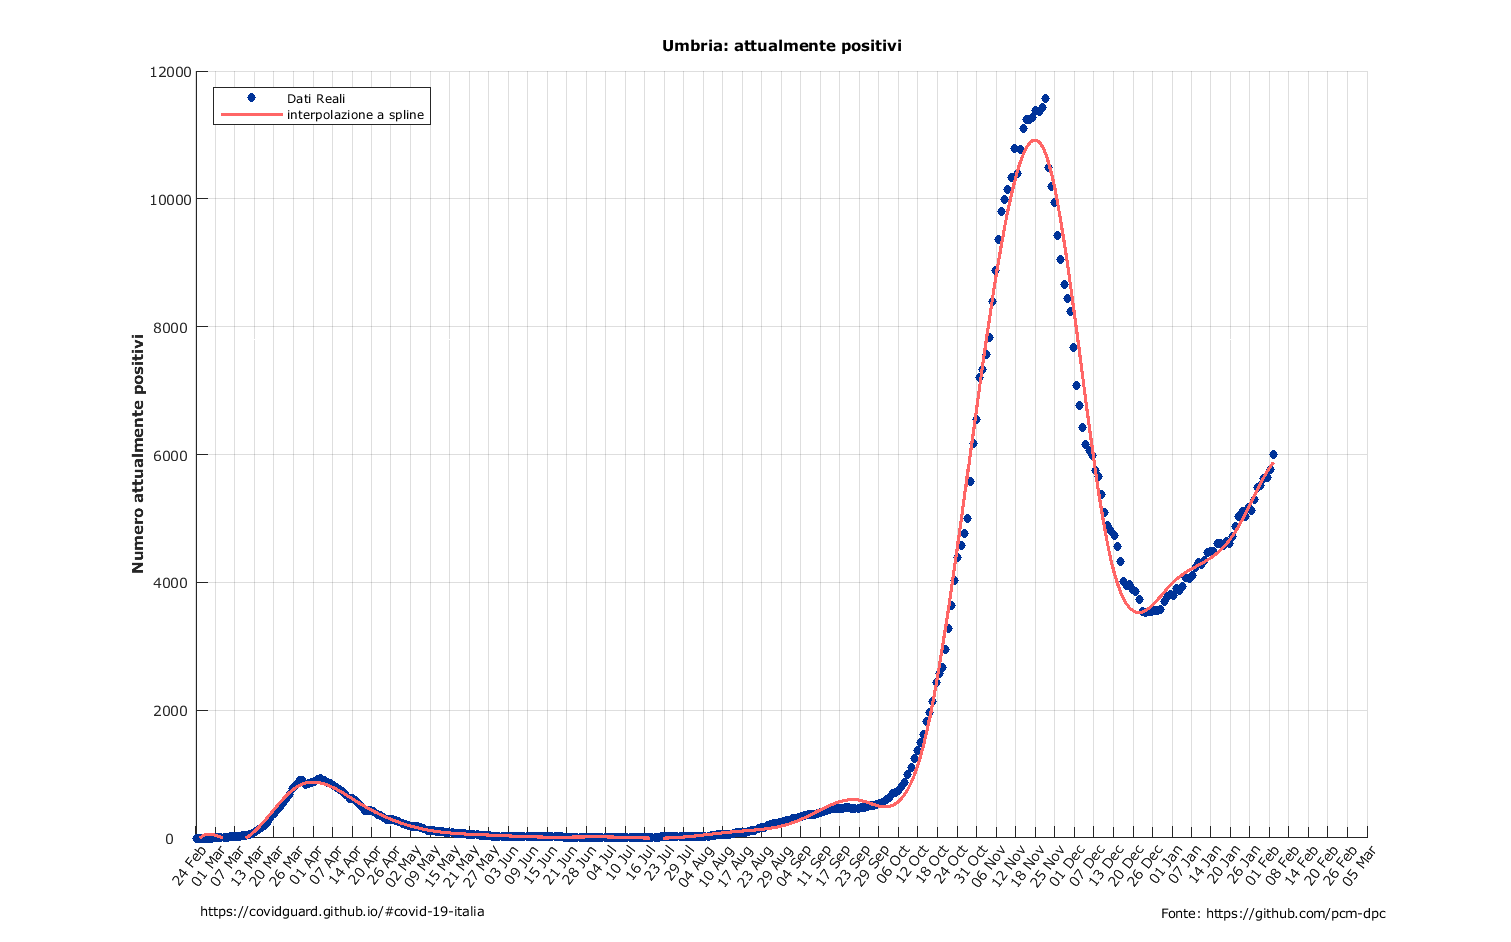 Umbria: attualmente positivi
Dati Reali
interpolazione a spline
Numero attualmente positivi
12000
10000
8000
6000
4000
2000
0
24 Feb
01 Mar
07 Mar
13 Mar
20 Mar
26 Mar
01 Apr
07 Apr
14 Apr
20 Apr
26 Apr
02 May
09 May
15 May
21 May
27 May
03 Jun
09 Jun
15 Jun
21 Jun
28 Jun
04 Jul
10 Jul
16 Jul
23 Jul
29 Jul
04 Aug
10 Aug
17 Aug
23 Aug
29 Aug
04 Sep
11 Sep
17 Sep
23 Sep
29 Sep
06 Oct
12 Oct
18 Oct
24 Oct
31 Oct
06 Nov
12 Nov
18 Nov
25 Nov
01 Dec
07 Dec
13 Dec
20 Dec
26 Dec
01 Jan
07 Jan
14 Jan
20 Jan
26 Jan
01 Feb
08 Feb
14 Feb
20 Feb
26 Feb
05 Mar
https://covidguard.github.io/#covid-19-italia
Fonte: https://github.com/pcm-dpc